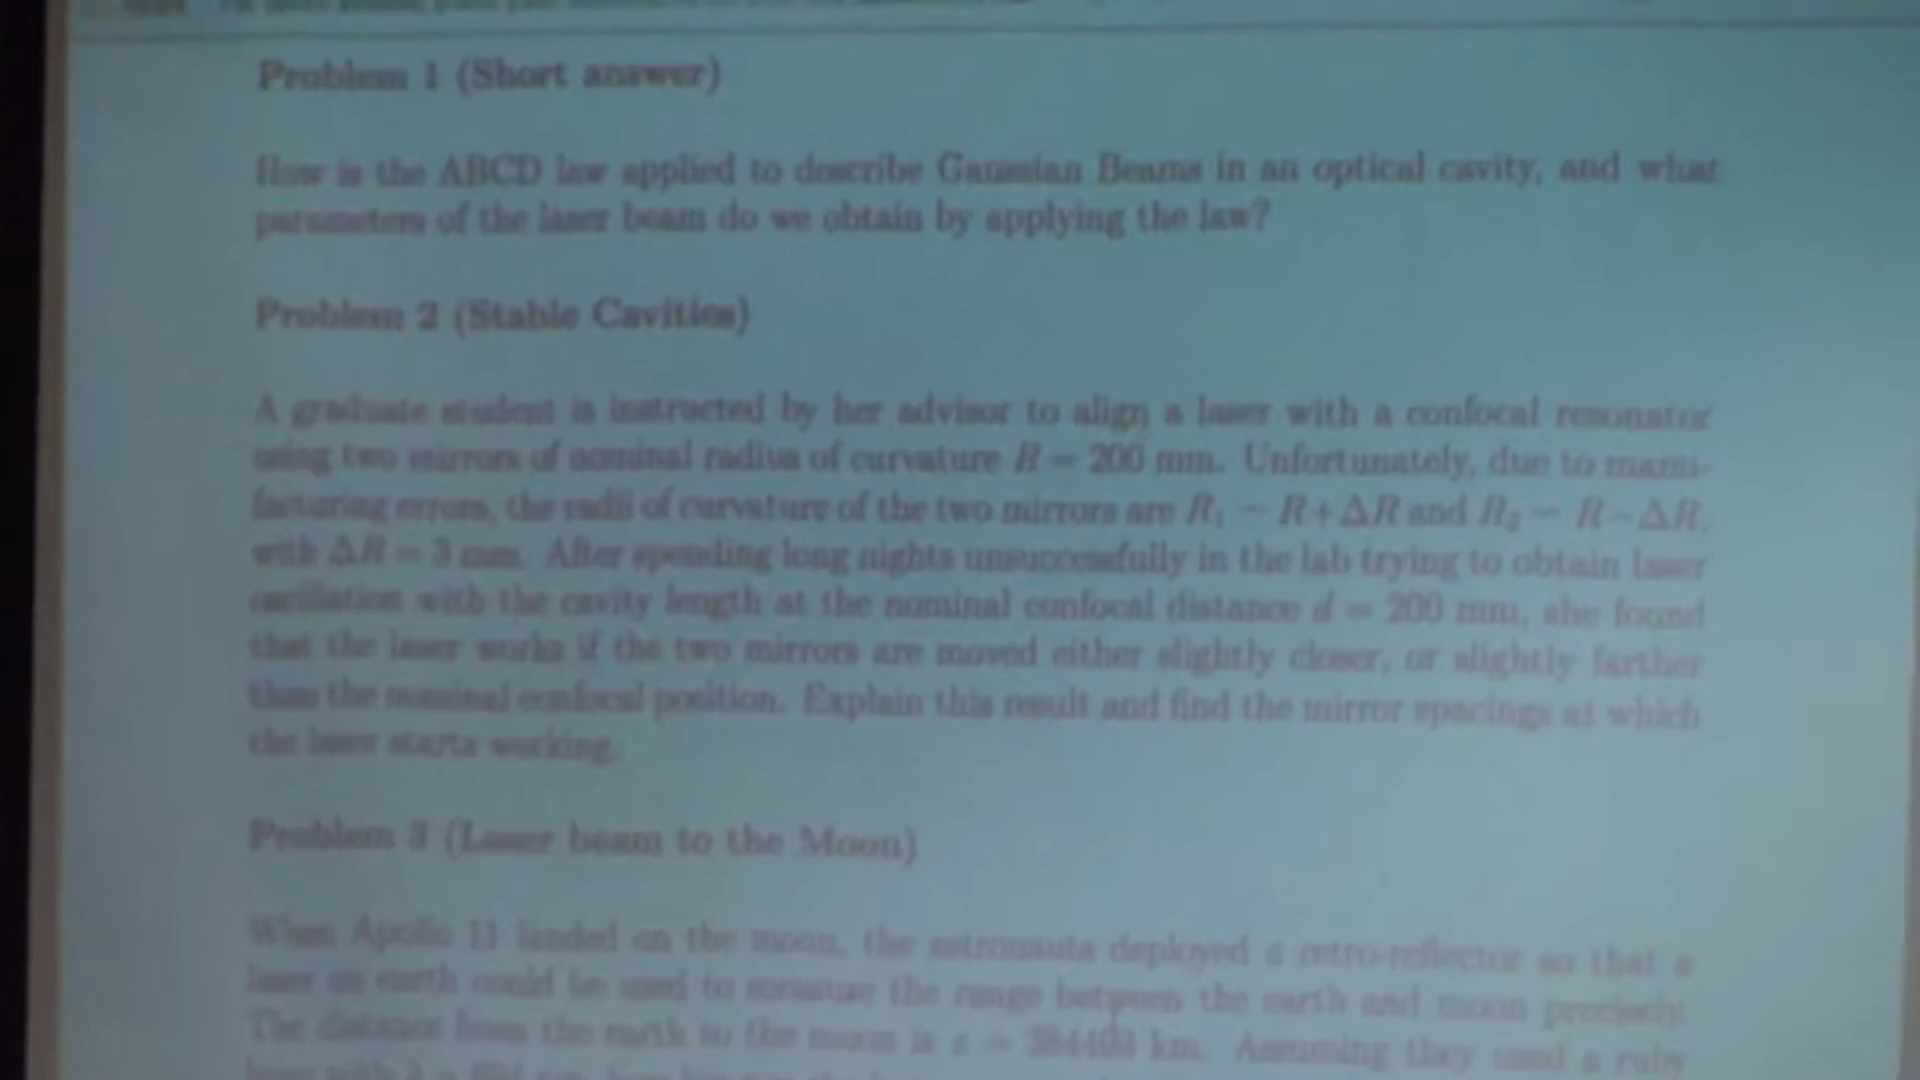 Problem 1 (Short answer)
How is the ABCD law applied to describe Gaussian Beams in an optical cavity, and what
parameters of the laser beam do we obtain by applying the law?
Problem 2 (Stable Cavities)
A graduate student is instructed by her advisor to align a laser with a confocal resonator
using two mirrors of nominal radius of curvature R = 200 mm. Unfortunately, due to manu-
facturing errors, the radii of curvature of the two mirrors are R₁ = R+ΔR and R₂ = R−ΔR,
with ΔR = 3 mm. After spending long nights unsuccessfully in the lab trying to obtain laser
oscillation with the cavity length at the nominal confocal distance d = 200 mm, she found
that the laser works if the two mirrors are moved either slightly closer, or slightly farther
than the nominal confocal position. Explain this result and find the mirror spacings at which
the laser starts working.
Problem 3 (Laser beam to the Moon)
When Apollo 11 landed on the moon, the astronauts deployed a retro-reflector so that a
laser on earth could be used to measure the range between the earth and moon precisely.
The distance from the earth to the moon is z = km. Assuming they used a ruby